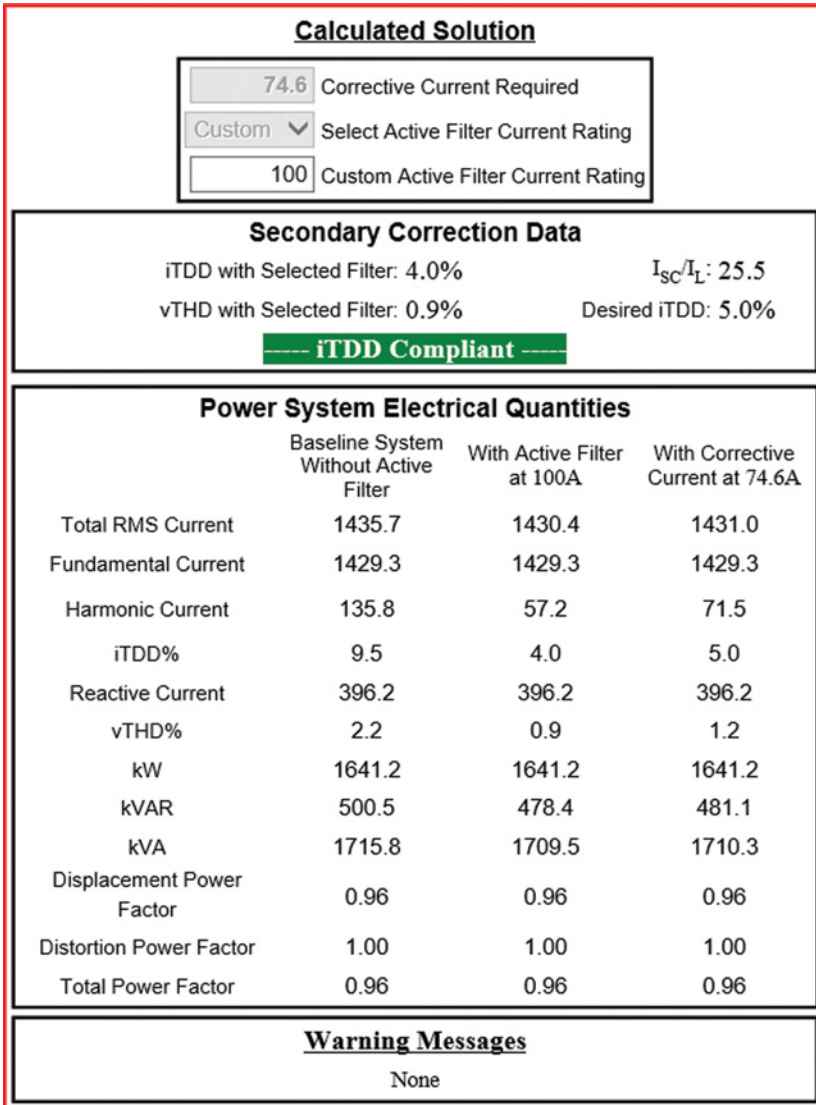 Calculated Solution
74.6 Corrective Current Required
Custom Select Active Filter Current Rating
100 Custom Active Filter Current Rating
Secondary Correction Data
iTDD with Selected Filter: 4.0% ISC/IL: 25.5
vTHD with Selected Filter: 0.9% Desired iTDD: 5.0%
----- iTDD Compliant -----
Power System Electrical Quantities
Baseline System Without Active Filter
With Active Filter at 100A
With Corrective Current at 74.6A
Total RMS Current 1435.7 1430.4 1431.0
Fundamental Current 1429.3 1429.3 1429.3
Harmonic Current 135.8 57.2 71.5
iTDD% 9.5 4.0 5.0
Reactive Current 396.2 396.2 396.2
vTHD% 2.2 0.9 1.2
kW 1641.2 1641.2 1641.2
kVAR 500.5 478.4 481.1
kVA 1715.8 1709.5 1710.3
Displacement Power Factor 0.96 0.96 0.96
Distortion Power Factor 1.00 1.00 1.00
Total Power Factor 0.96 0.96 0.96
Warning Messages
None